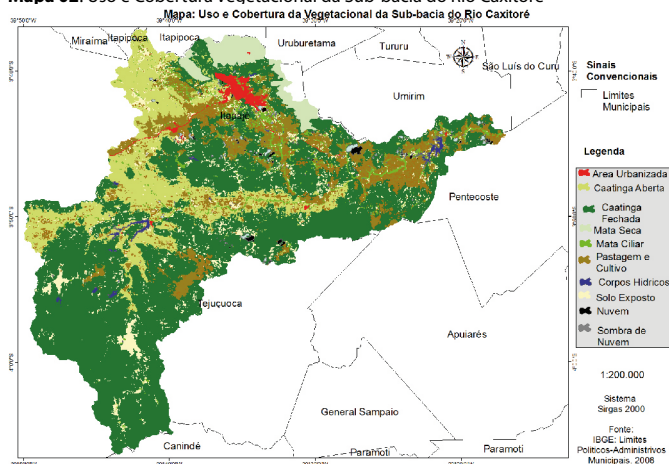 Mapa 02: Uso e Cobertura Vegetacional da Sub-bacia do Rio Caxitoré
Mapa: Uso e Cobertura da Vegetacional da Sub-bacia do Rio Caxitoré
Miraíma
Itapipoca
Itapipoca
Uruburetama
Tururu
São Luís do Curu
Umirim
Itapajé
Pentecoste
Tejuçuoca
Apuiarés
General Sampaio
Canindé
Paramoti
Paramoti
Sinais
Convencionais
Limites
Municipais
Legenda
Area Urbanizada
Caatinga Aberta
Caatinga
Fechada
Mata Seca
Mata Ciliar
Pastagem e
Cultivo
Corpos Hídricos
Solo Exposto
Nuvem
Sombra de
Nuvem
1:200.000
Sistema
Sirgas 2000
Fonte:
IBGE: Limites
Políticos-Administrivos.
Municipais, 2006